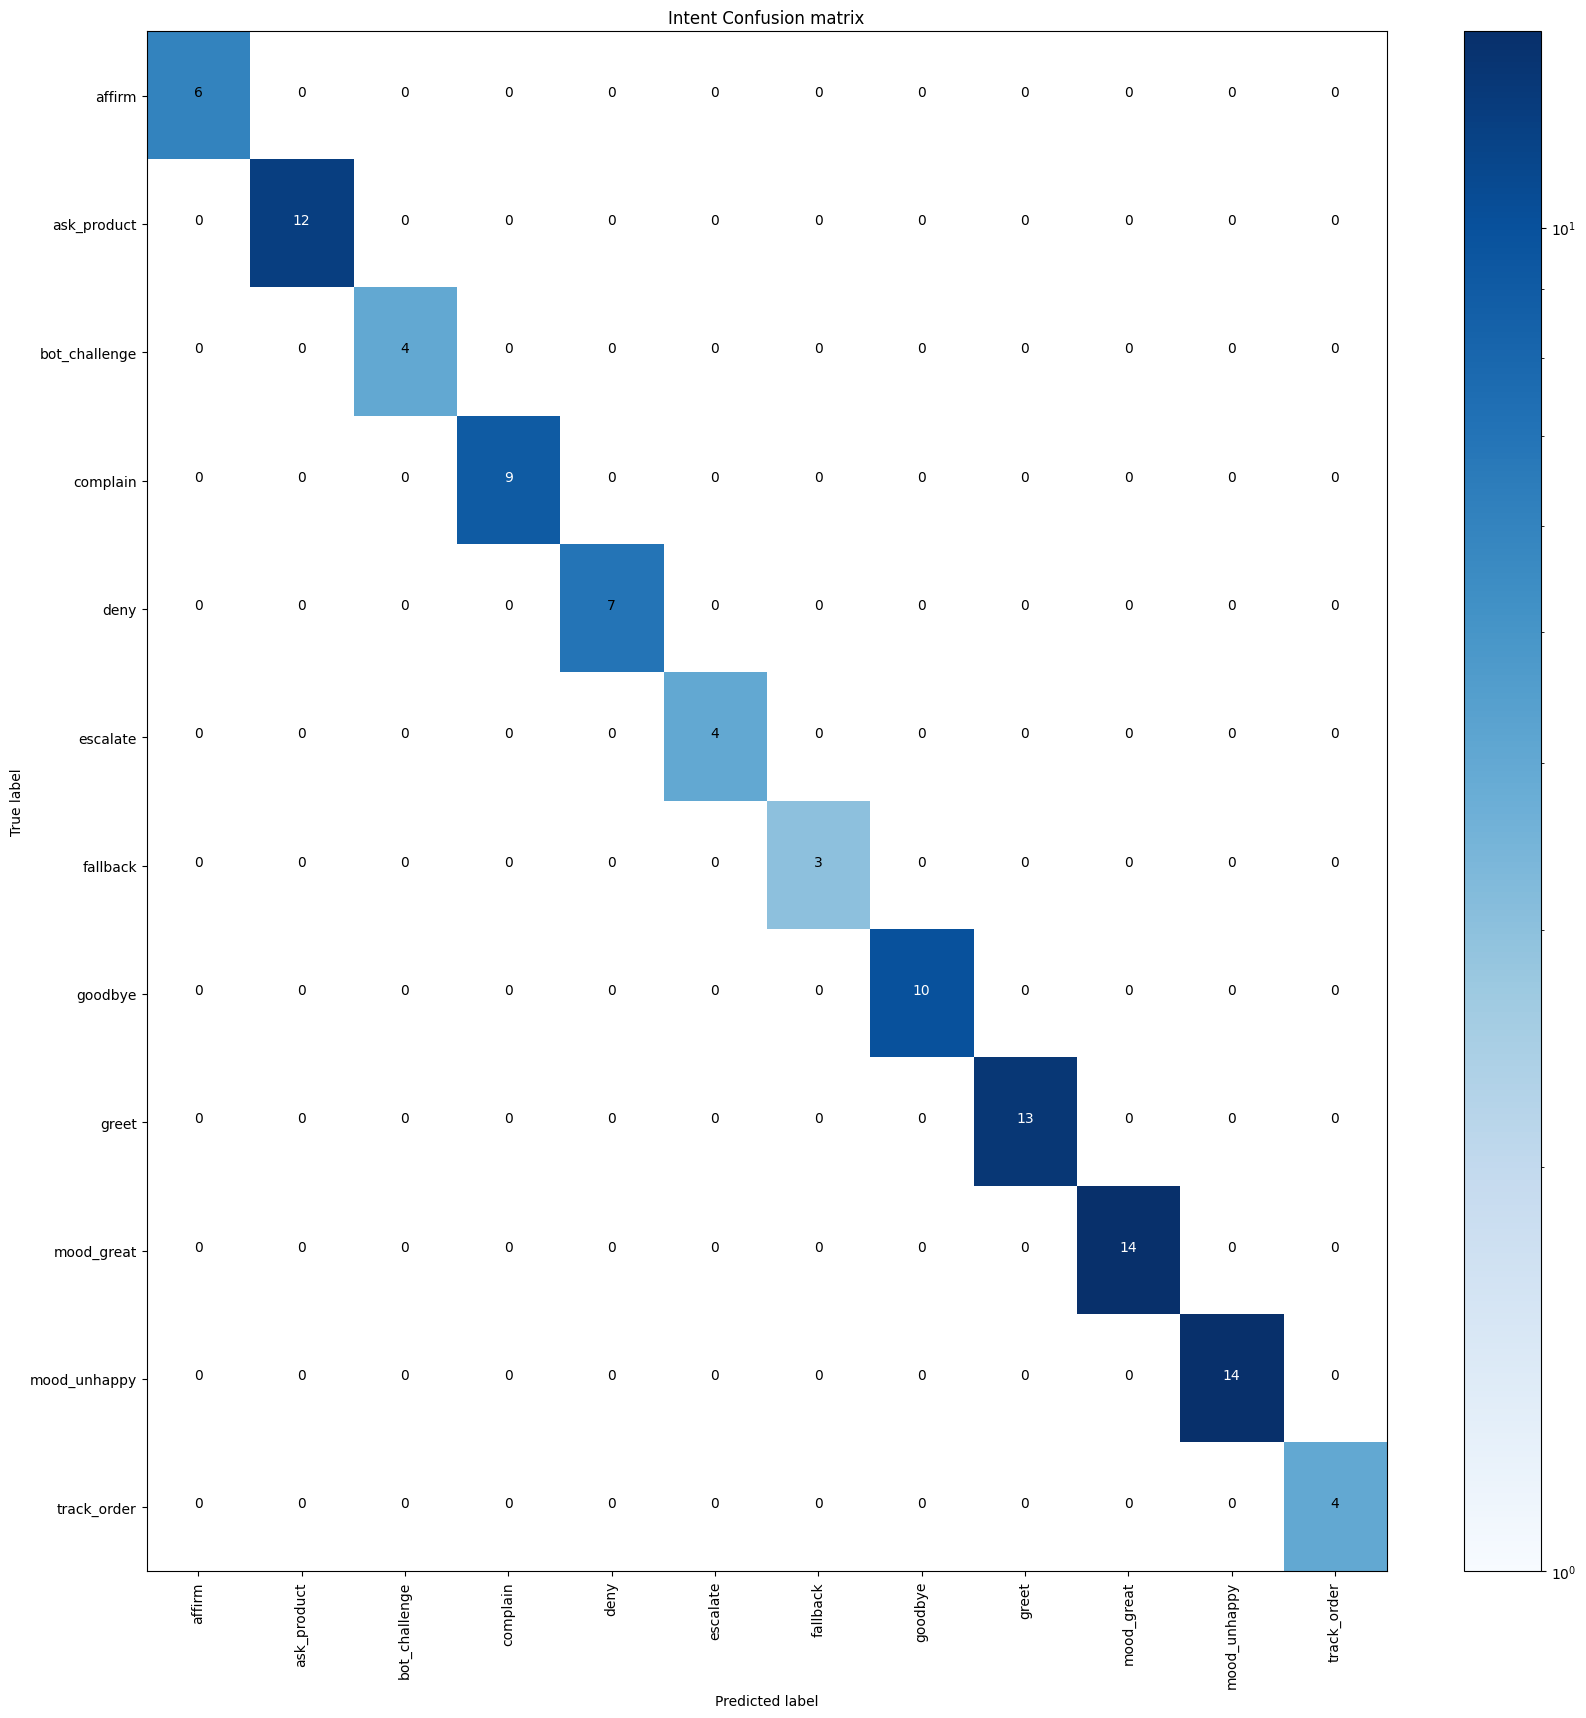 Intent Confusion matrix
affirm 6 0 0 0 0 0 0 0 0 0 0 0
ask_product 0 12 0 0 0 0 0 0 0 0 0 0
bot_challenge 0 0 4 0 0 0 0 0 0 0 0 0
complain 0 0 0 9 0 0 0 0 0 0 0 0
deny 0 0 0 0 7 0 0 0 0 0 0 0
escalate 0 0 0 0 0 4 0 0 0 0 0 0
fallback 0 0 0 0 0 0 3 0 0 0 0 0
goodbye 0 0 0 0 0 0 0 10 0 0 0 0
greet 0 0 0 0 0 0 0 0 13 0 0 0
mood_great 0 0 0 0 0 0 0 0 0 14 0 0
mood_unhappy 0 0 0 0 0 0 0 0 0 0 14 0
track_order 0 0 0 0 0 0 0 0 0 0 0 4
True label
affirm
ask_product
bot_challenge
complain
deny
escalate
fallback
goodbye
greet
mood_great
mood_unhappy
track_order
Predicted label
10¹
10⁰